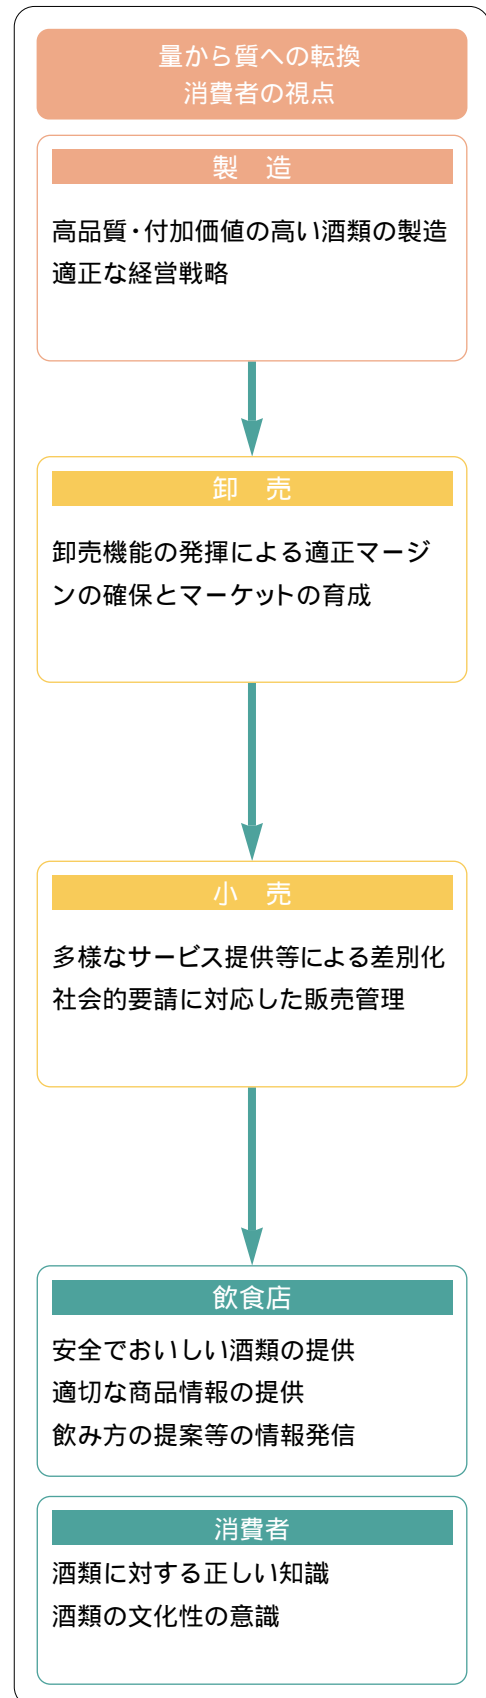 量から質への転換
消費者の視点
製　造
高品質・付加価値の高い酒類の製造
適正な経営戦略
卸　売
卸売機能の発揮による適正マージ
ンの確保とマーケットの育成
小　売
多様なサービス提供等による差別化
社会的要請に対応した販売管理
飲食店
安全でおいしい酒類の提供
適切な商品情報の提供
飲み方の提案等の情報発信
消費者
酒類に対する正しい知識
酒類の文化性の意識